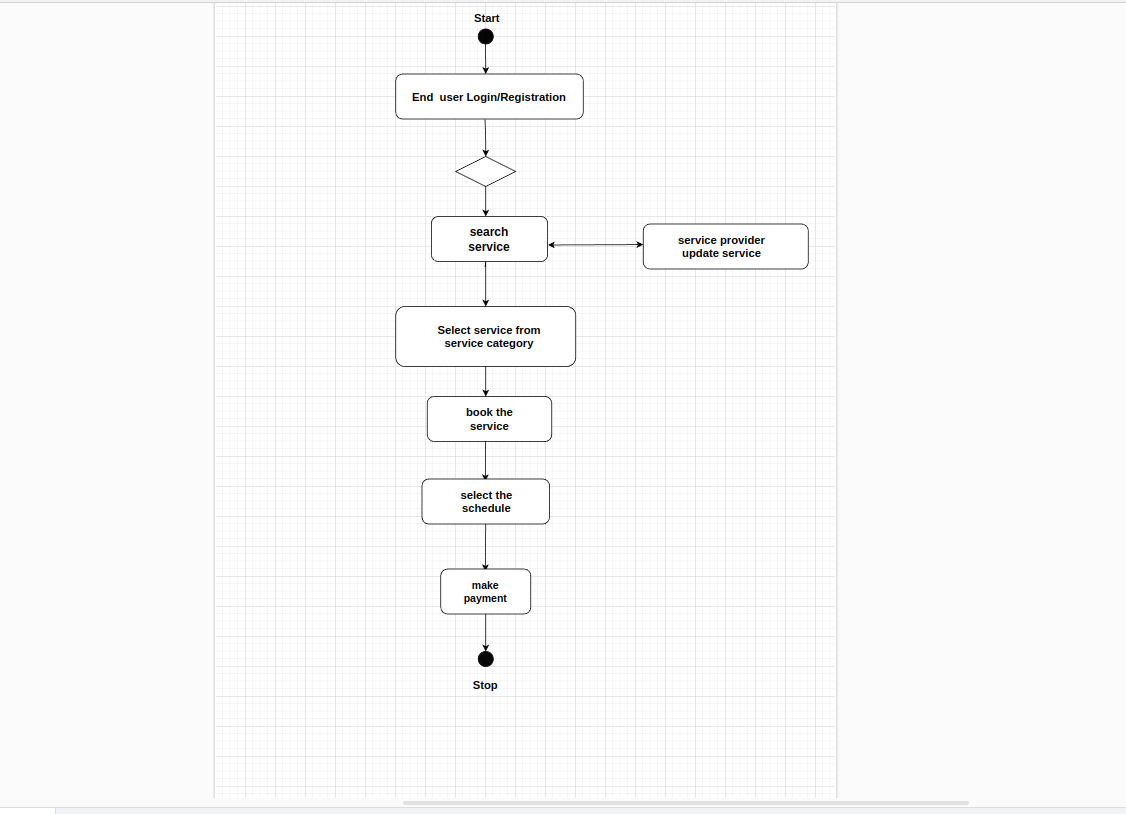 Start
End  user Login/Registration
search
service
service provider
update service
Select service from
service category
book the
service
select the
schedule
make
payment
Stop